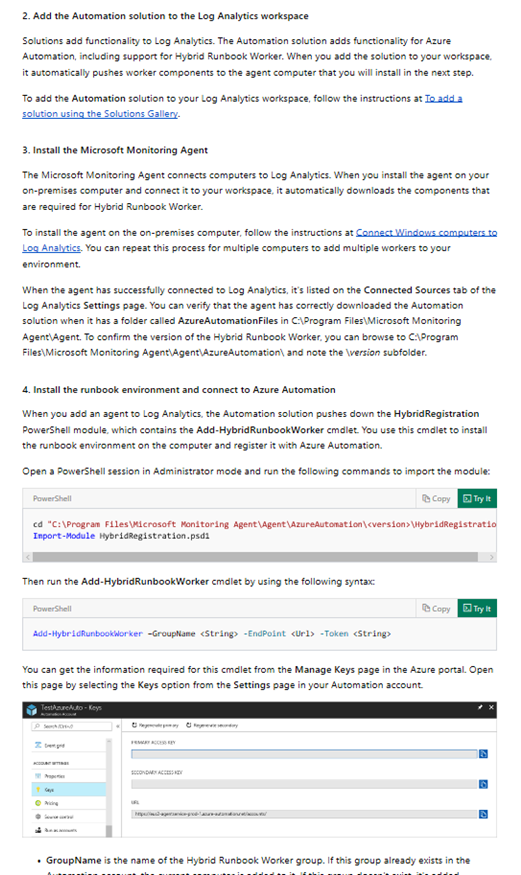 2. Add the Automation solution to the Log Analytics workspace
Solutions add functionality to Log Analytics. The Automation solution adds functionality for Azure
Automation, including support for Hybrid Runbook Worker. When you add the solution to your workspace,
it automatically pushes worker components to the agent computer that you will install in the next step.
To add the Automation solution to your Log Analytics workspace, follow the instructions at To add a
solution using the Solutions Gallery.
3. Install the Microsoft Monitoring Agent
The Microsoft Monitoring Agent connects computers to Log Analytics. When you install the agent on your
on-premises computer and connect it to your workspace, it automatically downloads the components that
are required for Hybrid Runbook Worker.
To install the agent on the on-premises computer, follow the instructions at Connect Windows computers to
Log Analytics. You can repeat this process for multiple computers to add multiple workers to your
environment.
When the agent has successfully connected to Log Analytics, it's listed on the Connected Sources tab of the
Log Analytics Settings page. You can verify that the agent has correctly downloaded the Automation
solution when it has a folder called AzureAutomationFiles in C:\Program Files\Microsoft Monitoring
Agent\Agent. To confirm the version of the Hybrid Runbook Worker, you can browse to C:\Program
Files\Microsoft Monitoring Agent\Agent\AzureAutomation\ and note the \version subfolder.
4. Install the runbook environment and connect to Azure Automation
When you add an agent to Log Analytics, the Automation solution pushes down the HybridRegistration
PowerShell module, which contains the Add-HybridRunbookWorker cmdlet. You use this cmdlet to install
the runbook environment on the computer and register it with Azure Automation.
Open a PowerShell session in Administrator mode and run the following commands to import the module:
PowerShell Copy Try It
cd "C:\Program Files\Microsoft Monitoring Agent\Agent\AzureAutomation\<version>\HybridRegistratio
Import-Module HybridRegistration.psd1
Then run the Add-HybridRunbookWorker cmdlet by using the following syntax:
PowerShell Copy Try It
Add-HybridRunbookWorker –GroupName <String> -EndPoint <Url> -Token <String>
You can get the information required for this cmdlet from the Manage Keys page in the Azure portal. Open
this page by selecting the Keys option from the Settings page in your Automation account.
TestAzureAuto - Keys
Automation Account
Search (Ctrl+/) Regenerate primary Regenerate secondary
PRIMARY ACCESS KEY
Event grid
ACCOUNT SETTINGS
SECONDARY ACCESS KEY
Properties
Keys
Pricing
URL
Source control
Run as accounts
• GroupName is the name of the Hybrid Runbook Worker group. If this group already exists in the